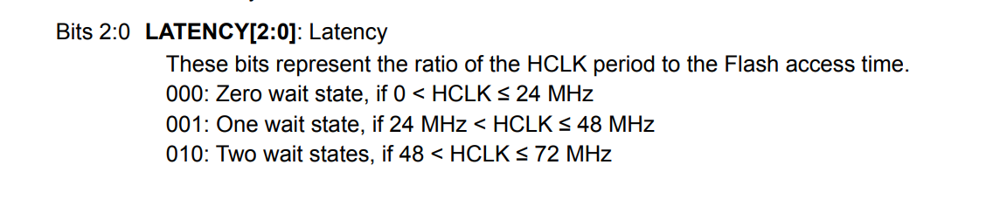 Bits 2:0 LATENCY[2:0]: Latency
These bits represent the ratio of the HCLK period to the Flash access time.
000: Zero wait state, if 0 < HCLK ≤ 24 MHz
001: One wait state, if 24 MHz < HCLK ≤ 48 MHz
010: Two wait states, if 48 < HCLK ≤ 72 MHz